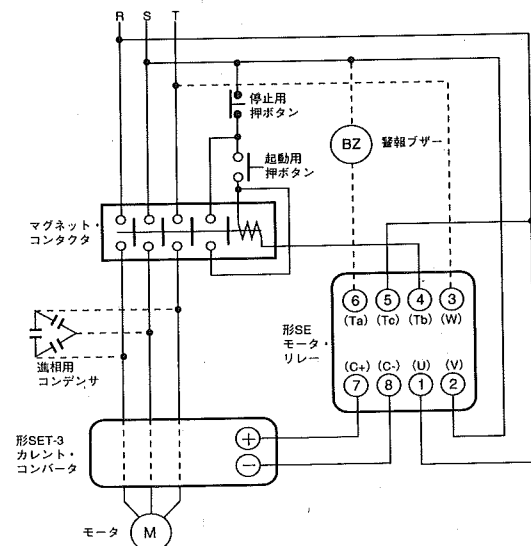 R S T
停止用
押ボタン
BZ
警報ブザー
起動用
押ボタン
マグネット・
コンタクタ
6 5 4 3
(Ta) (Tc) (Tb) (W)
形SE
モータ・
リレー
(C+) (C-) (U) (V)
7 8 1 2
進相用
コンデンサ
形SET-3
カレント・
コンバータ
+
−
モータ
M